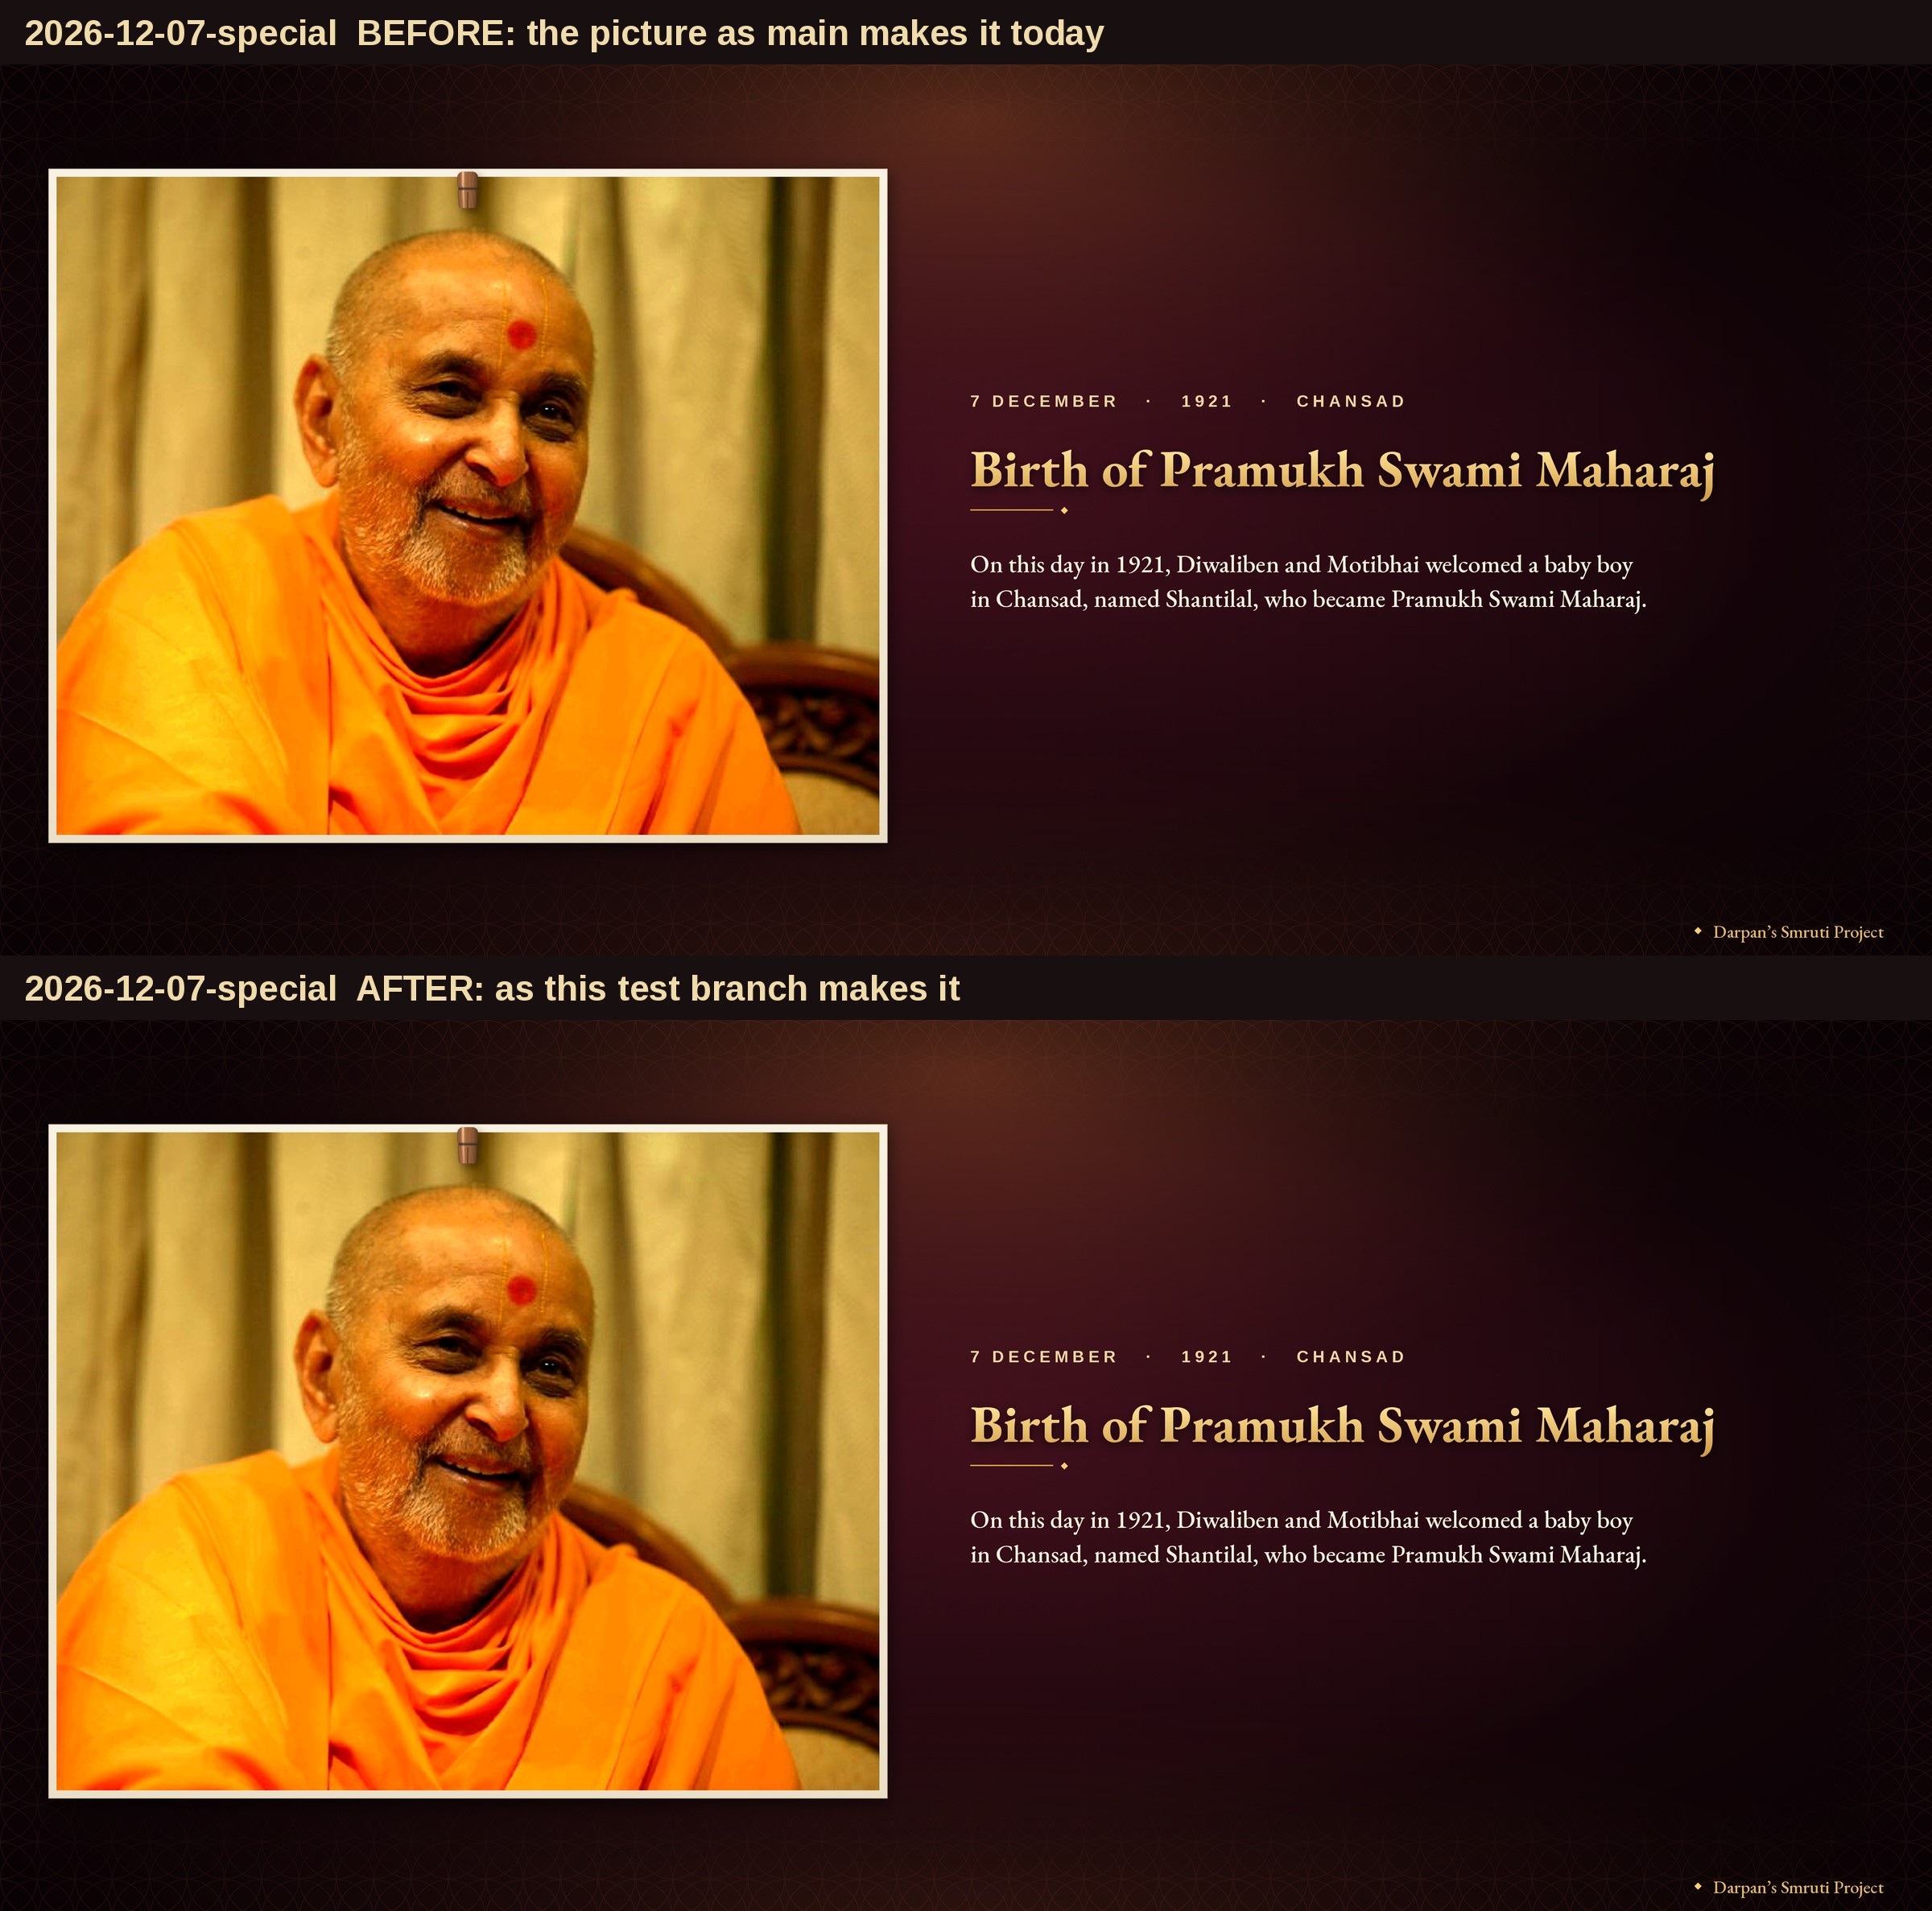 2026-12-07-special  BEFORE: the picture as main makes it today
7 DECEMBER · 1921 · CHANSAD
Birth of Pramukh Swami Maharaj
On this day in 1921, Diwaliben and Motibhai welcomed a baby boy
in Chansad, named Shantilal, who became Pramukh Swami Maharaj.
Darpan’s Smruti Project
2026-12-07-special  AFTER: as this test branch makes it
7 DECEMBER · 1921 · CHANSAD
Birth of Pramukh Swami Maharaj
On this day in 1921, Diwaliben and Motibhai welcomed a baby boy
in Chansad, named Shantilal, who became Pramukh Swami Maharaj.
Darpan’s Smruti Project